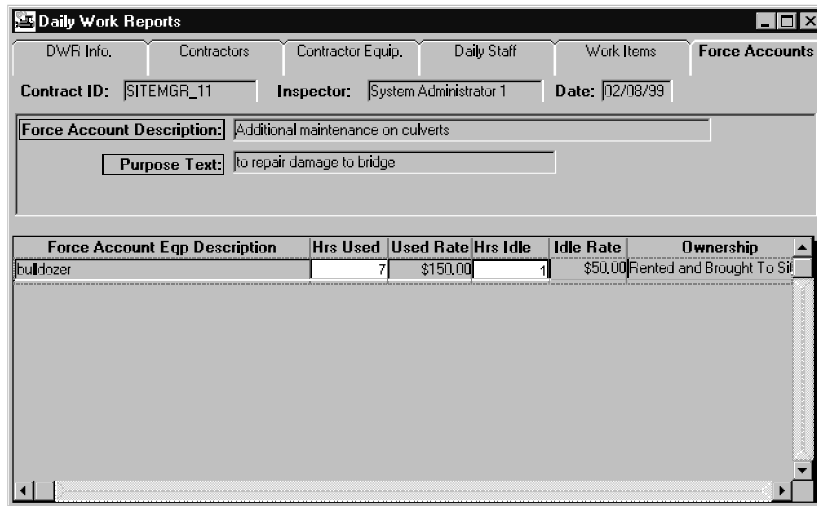 Daily Work Reports
DWR Info. Contractors Contractor Equip. Daily Staff Work Items Force Accounts
Contract ID: SITEMGR_11 Inspector: System Administrator 1 Date: 02/08/99
Force Account Description: Additional maintenance on culverts
Purpose Text: to repair damage to bridge
Force Account Eqp Description Hrs Used Used Rate Hrs Idle Idle Rate Ownership
bulldozer 7 $150.00 1 $50.00 Rented and Brought To Sit